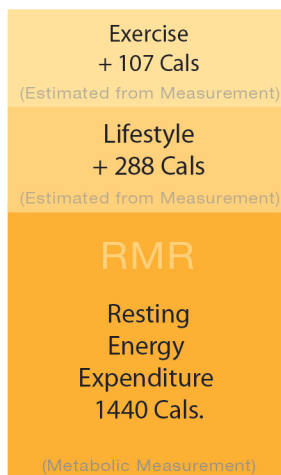 Exercise
+ 107 Cals
(Estimated from Measurement)
Lifestyle
+ 288 Cals
(Estimated from Measurement)
RMR
Resting
Energy
Expenditure
1440 Cals.
(Metabolic Measurement)